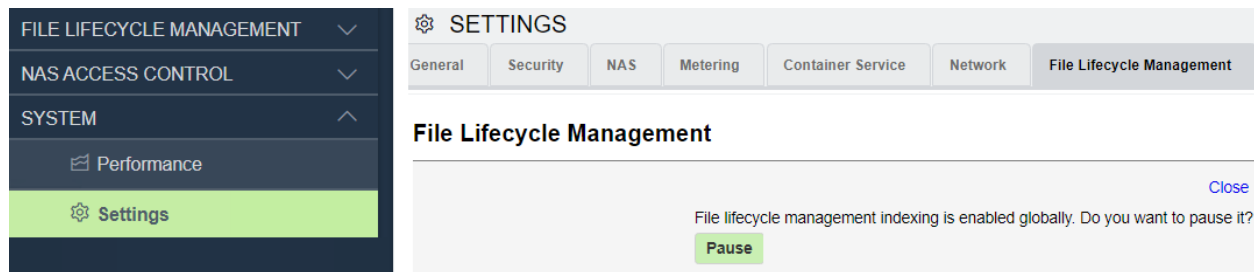 FILE LIFECYCLE MANAGEMENT
NAS ACCESS CONTROL
SYSTEM
Performance
Settings
SETTINGS
General Security NAS Metering Container Service Network File Lifecycle Management
File Lifecycle Management
Close
File lifecycle management indexing is enabled globally. Do you want to pause it?
Pause